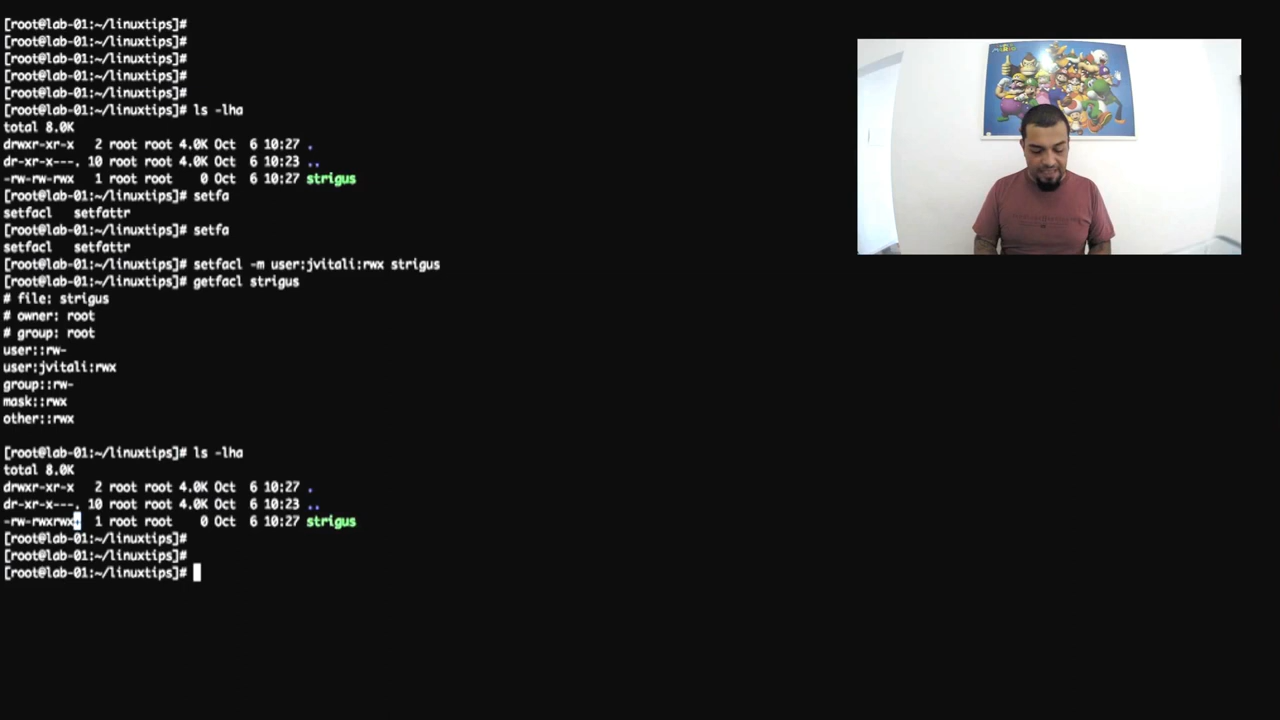 [root@lab-01:~/linuxtips]#
[root@lab-01:~/linuxtips]#
[root@lab-01:~/linuxtips]#
[root@lab-01:~/linuxtips]#
[root@lab-01:~/linuxtips]#
[root@lab-01:~/linuxtips]# ls -lha
total 8.0K
drwxr-xr-x   2 root root 4.0K Oct  6 10:27 .
dr-xr-x---. 10 root root 4.0K Oct  6 10:23 ..
-rw-rw-rwx   1 root root    0 Oct  6 10:27 strigus
[root@lab-01:~/linuxtips]# setfa
setfacl   setfattr
[root@lab-01:~/linuxtips]# setfa
setfacl   setfattr
[root@lab-01:~/linuxtips]# setfacl -m user:jvitali:rwx strigus
[root@lab-01:~/linuxtips]# getfacl strigus
# file: strigus
# owner: root
# group: root
user::rw-
user:jvitali:rwx
group::rw-
mask::rwx
other::rwx
[root@lab-01:~/linuxtips]# ls -lha
total 8.0K
drwxr-xr-x   2 root root 4.0K Oct  6 10:27 .
dr-xr-x---. 10 root root 4.0K Oct  6 10:23 ..
-rw-rwxrwx+  1 root root    0 Oct  6 10:27 strigus
[root@lab-01:~/linuxtips]#
[root@lab-01:~/linuxtips]#
[root@lab-01:~/linuxtips]#